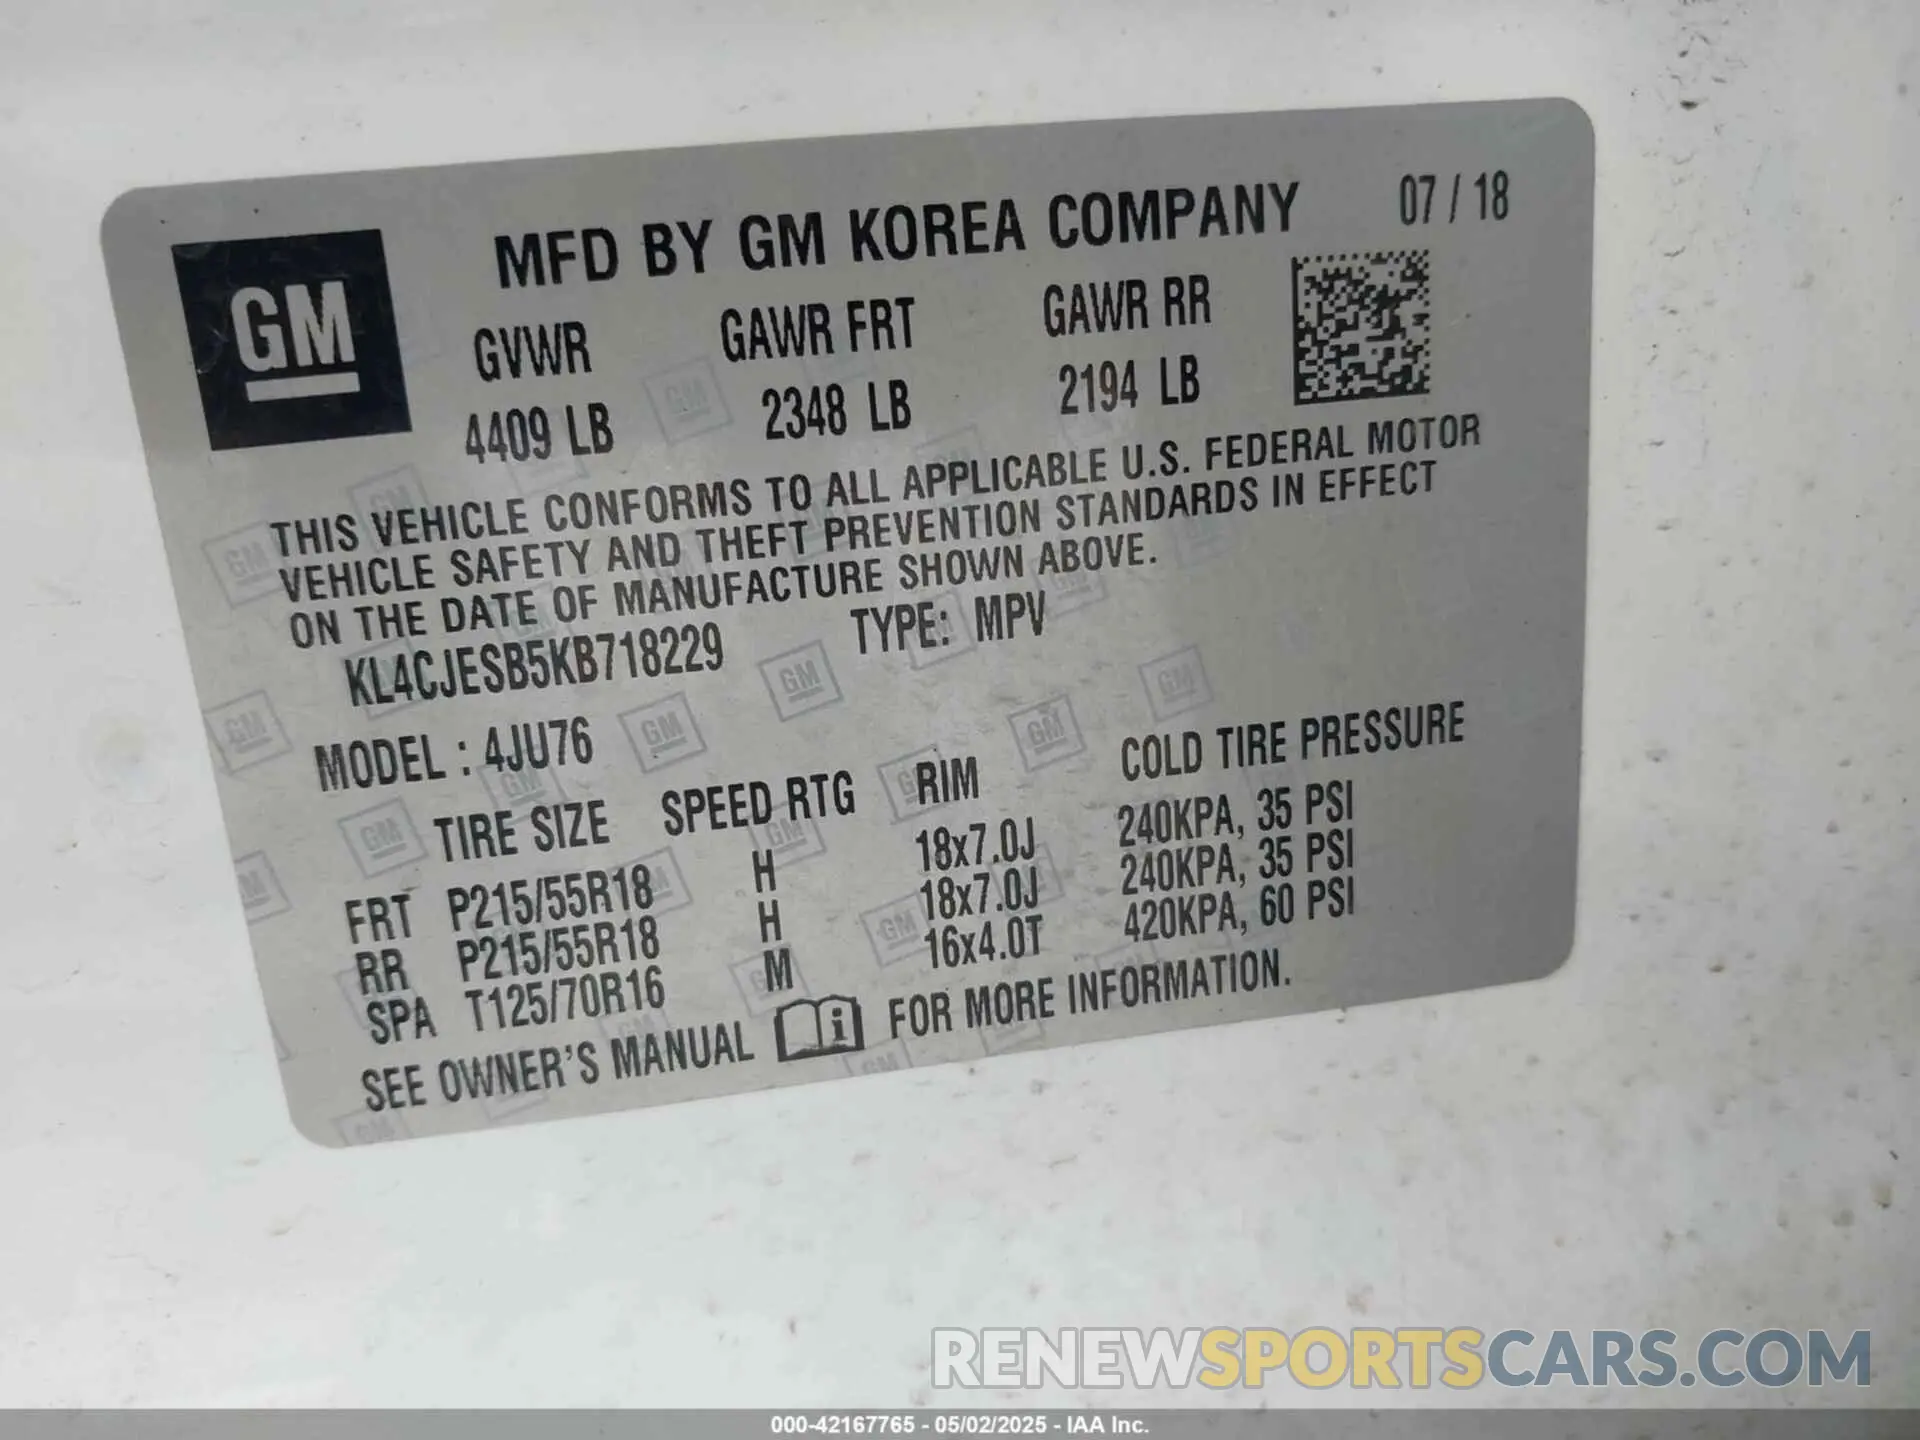 GM
MFD BY GM KOREA COMPANY 07 / 18
GVWR GAWR FRT GAWR RR
4409 LB 2348 LB 2194 LB
THIS VEHICLE CONFORMS TO ALL APPLICABLE U.S. FEDERAL MOTOR
VEHICLE SAFETY AND THEFT PREVENTION STANDARDS IN EFFECT
ON THE DATE OF MANUFACTURE SHOWN ABOVE.
KL4CJESB5KB718229 TYPE: MPV
MODEL : 4JU76
TIRE SIZE SPEED RTG RIM COLD TIRE PRESSURE
FRT P215/55R18 H 18x7.0J 240KPA, 35 PSI
RR P215/55R18 H 18x7.0J 240KPA, 35 PSI
SPA T125/70R16 M 16x4.0T 420KPA, 60 PSI
SEE OWNER'S MANUAL i FOR MORE INFORMATION.
RENEWSPORTSCARS.COM
000-42167765 - 05/02/2025 - IAA Inc.